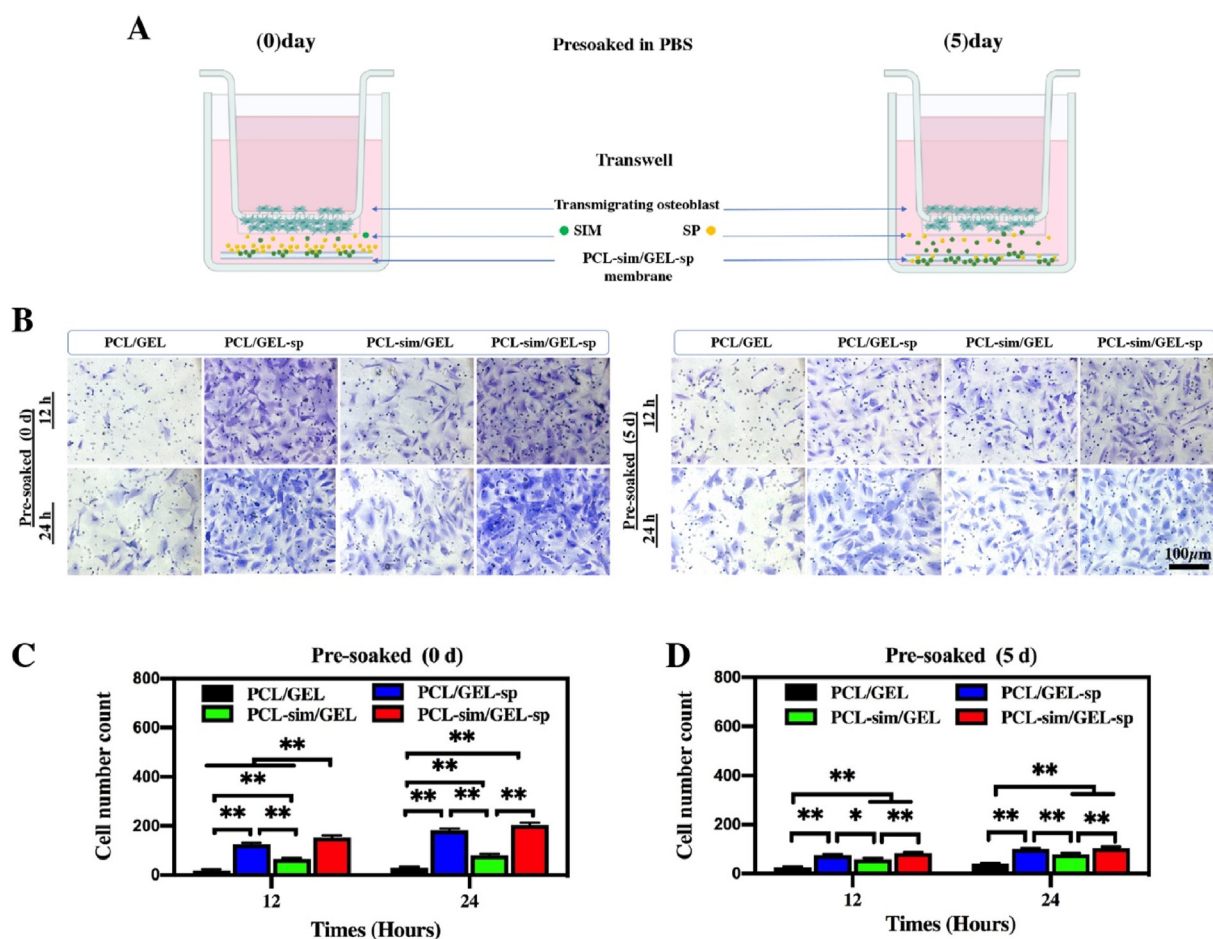 A
(0)day
Presoaked in PBS
(5)day
Transwell
Transmigrating osteoblast
SIM
SP
PCL-sim/GEL-sp
membrane
B
PCL/GEL
PCL/GEL-sp
PCL-sim/GEL
PCL-sim/GEL-sp
PCL/GEL
PCL/GEL-sp
PCL-sim/GEL
PCL-sim/GEL-sp
Pre-soaked (0 d)
12 h
24 h
Pre-soaked (5 d)
12 h
24 h
100µm
C
Pre-soaked (0 d)
Cell number count
800
600
400
200
0
PCL/GEL
PCL/GEL-sp
PCL-sim/GEL
PCL-sim/GEL-sp
**
**
**
**
**
**
**
**
**
**
12
24
Times (Hours)
D
Pre-soaked (5 d)
Cell number count
800
600
400
200
0
PCL/GEL
PCL/GEL-sp
PCL-sim/GEL
PCL-sim/GEL-sp
**
**
**
*
**
**
**
**
12
24
Times (Hours)